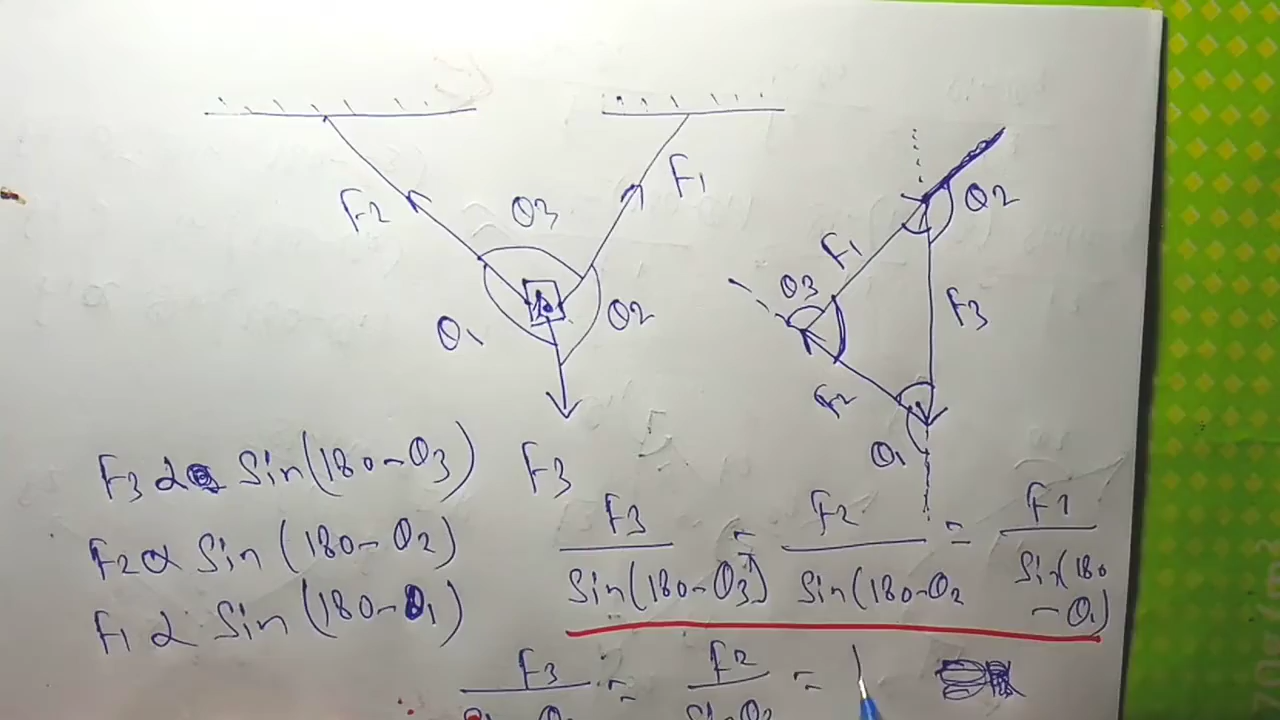 F2
F1
θ3
θ1
θ2
F3
θ2
F1
θ3
F3
F2
θ1
F3 α Sin(180-θ3)
F2 α Sin(180-θ2)
F1 α Sin(180-θ1)
F3 / Sin(180-θ3) = F2 / Sin(180-θ2 = F1 / Sin(180-θ1)
F3 = F2 =